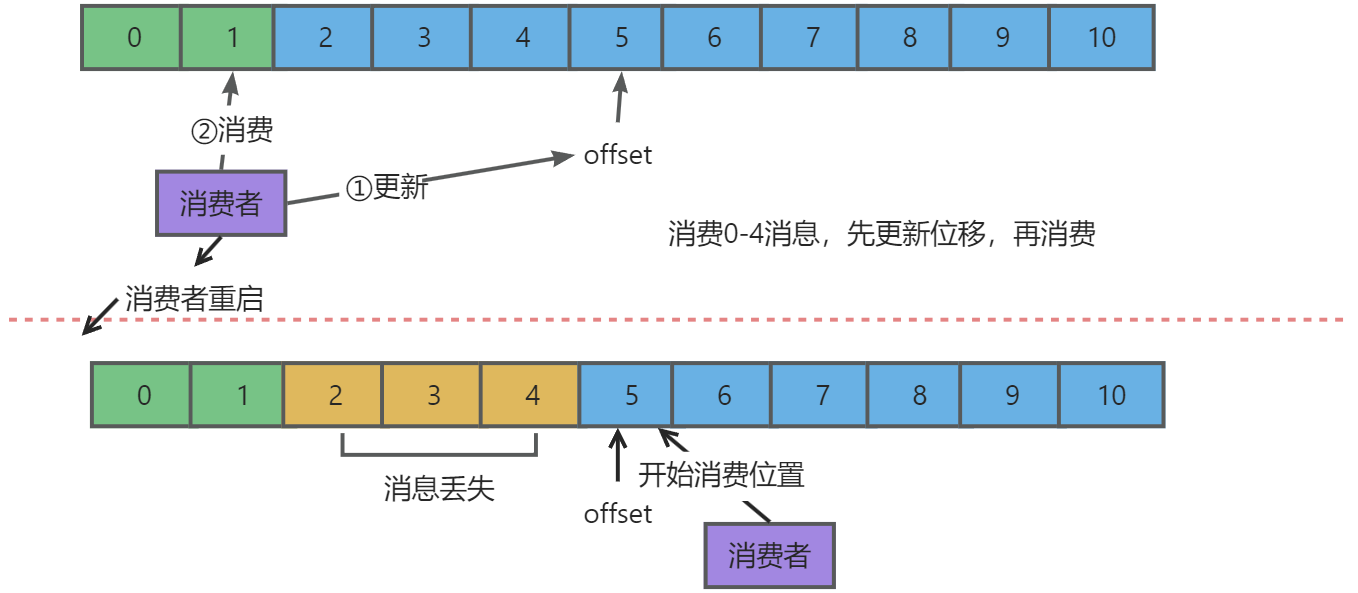 0 1 2 3 4 5 6 7 8 9 10
②消费
offset
①更新
消费者
消费0-4消息，先更新位移，再消费
消费者重启
0 1 2 3 4 5 6 7 8 9 10
开始消费位置
消息丢失
offset
消费者